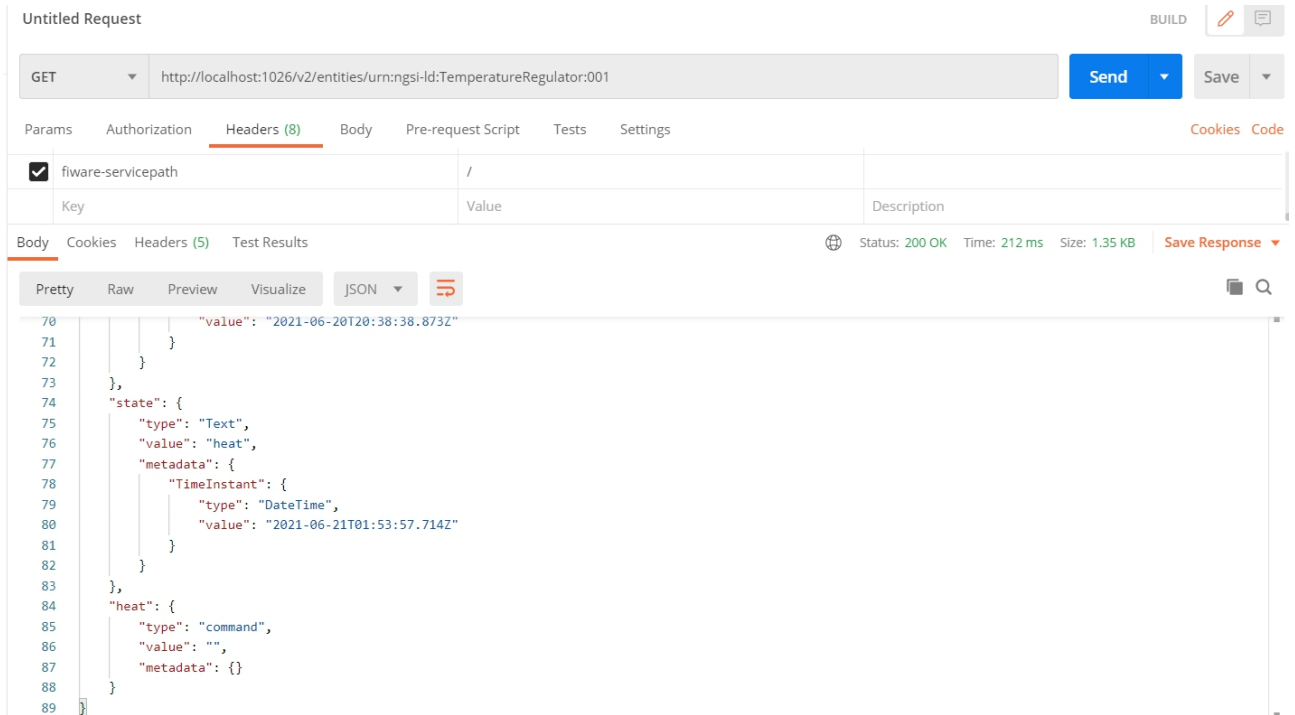 Untitled Request BUILD
GET http://localhost:1026/v2/entities/urn:ngsi-ld:TemperatureRegulator:001 Send Save
Params Authorization Headers (8) Body Pre-request Script Tests Settings Cookies Code
fiware-servicepath /
Key Value Description
Body Cookies Headers (5) Test Results Status: 200 OK Time: 212 ms Size: 1.35 KB Save Response
Pretty Raw Preview Visualize JSON
70 "value": "2021-06-20T20:38:38.873Z"
71 }
72 }
73 },
74 "state": {
75 "type": "Text",
76 "value": "heat",
77 "metadata": {
78 "TimeInstant": {
79 "type": "DateTime",
80 "value": "2021-06-21T01:53:57.714Z"
81 }
82 }
83 },
84 "heat": {
85 "type": "command",
86 "value": "",
87 "metadata": {}
88 }
89 }